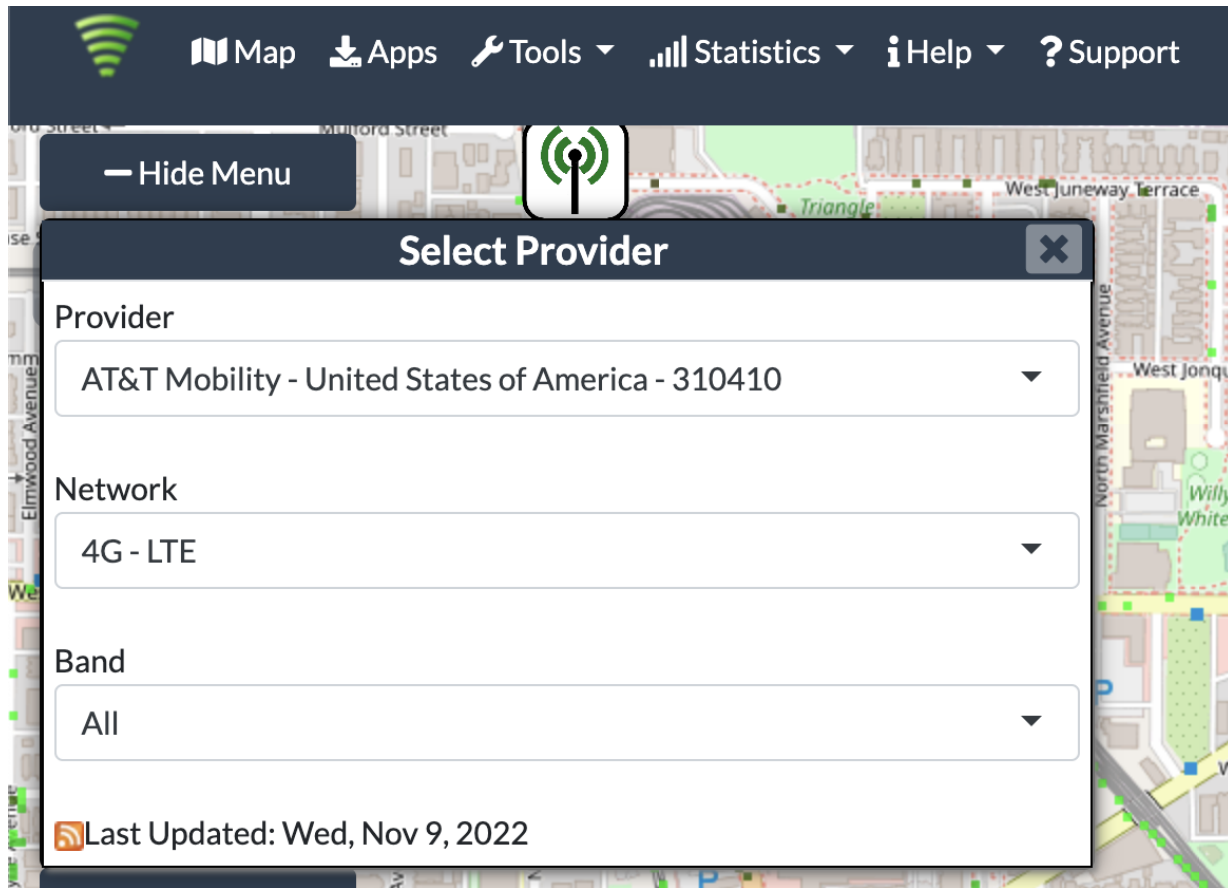 Map Apps Tools Statistics Help Support
Mulford Street
Hide Menu
West Juneway Terrace
Triangle
Select Provider
Provider
AT&T Mobility - United States of America - 310410
North Marshfield Avenue
West Jonqu
Elmwood Avenue
Network
4G - LTE
Willy
White
Band
All
P
Last Updated: Wed, Nov 9, 2022
P